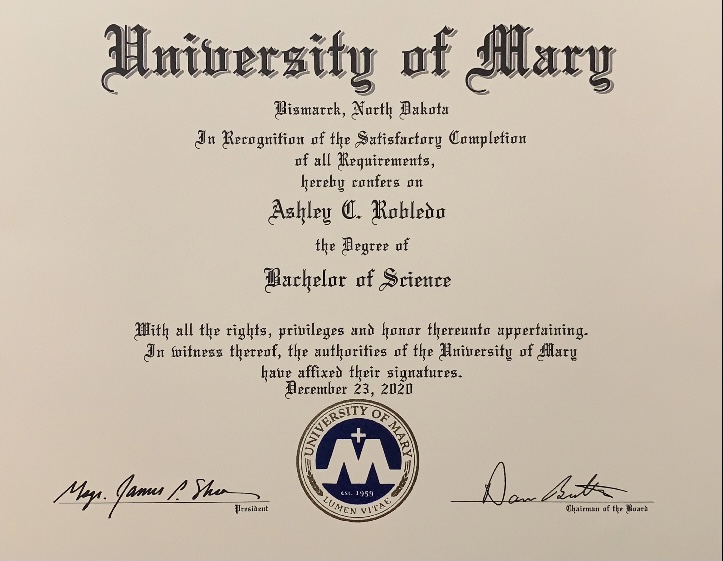 University of Mary
Bismarck, North Dakota
In Recognition of the Satisfactory Completion
of all Requirements,
hereby confers on
Ashley C. Robledo
the Degree of
Bachelor of Science
With all the rights, privileges and honor thereunto appertaining.
In witness thereof, the authorities of the University of Mary
have affixed their signatures.
December 23, 2020
UNIVERSITY OF MARY
M
EST. 1959
LUMEN VITAE
Msgr. James P. Shea
President
Chairman of the Board